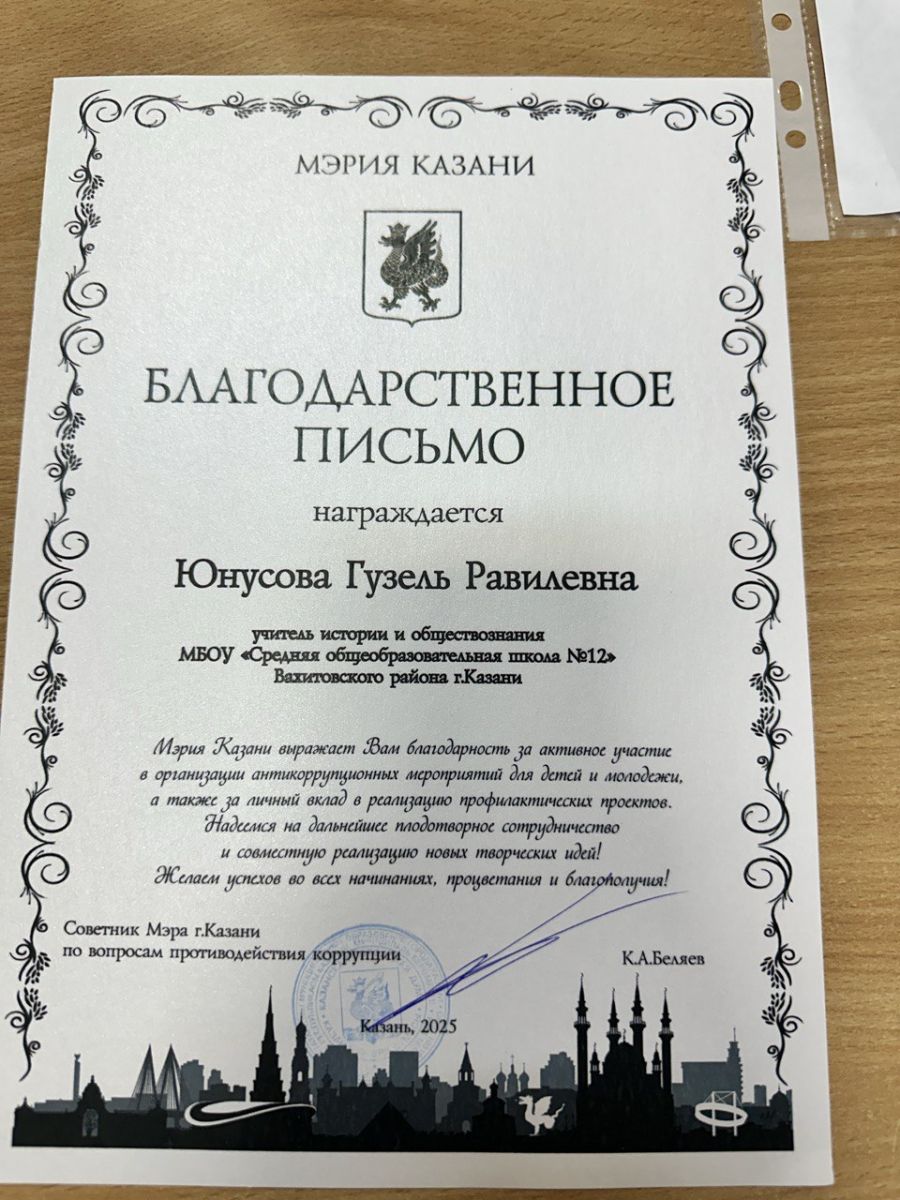 МЭРИЯ КАЗАНИ
БЛАГОДАРСТВЕННОЕ
ПИСЬМО
награждается
Юнусова Гузель Равилевна
учитель истории и обществознания
МБОУ «Средняя общеобразовательная школа №12»
Вахитовского района г.Казани
Мэрия Казани выражает Вам благодарность за активное участие
в организации антикоррупционных мероприятий для детей и молодежи,
а также за личный вклад в реализацию профилактических проектов.
Надеемся на дальнейшее плодотворное сотрудничество
и совместную реализацию новых творческих идей!
Желаем успехов во всех начинаниях, процветания и благополучия!
Советник Мэра г.Казани
по вопросам противодействия коррупции
К.А.Беляев
Казань, 2025